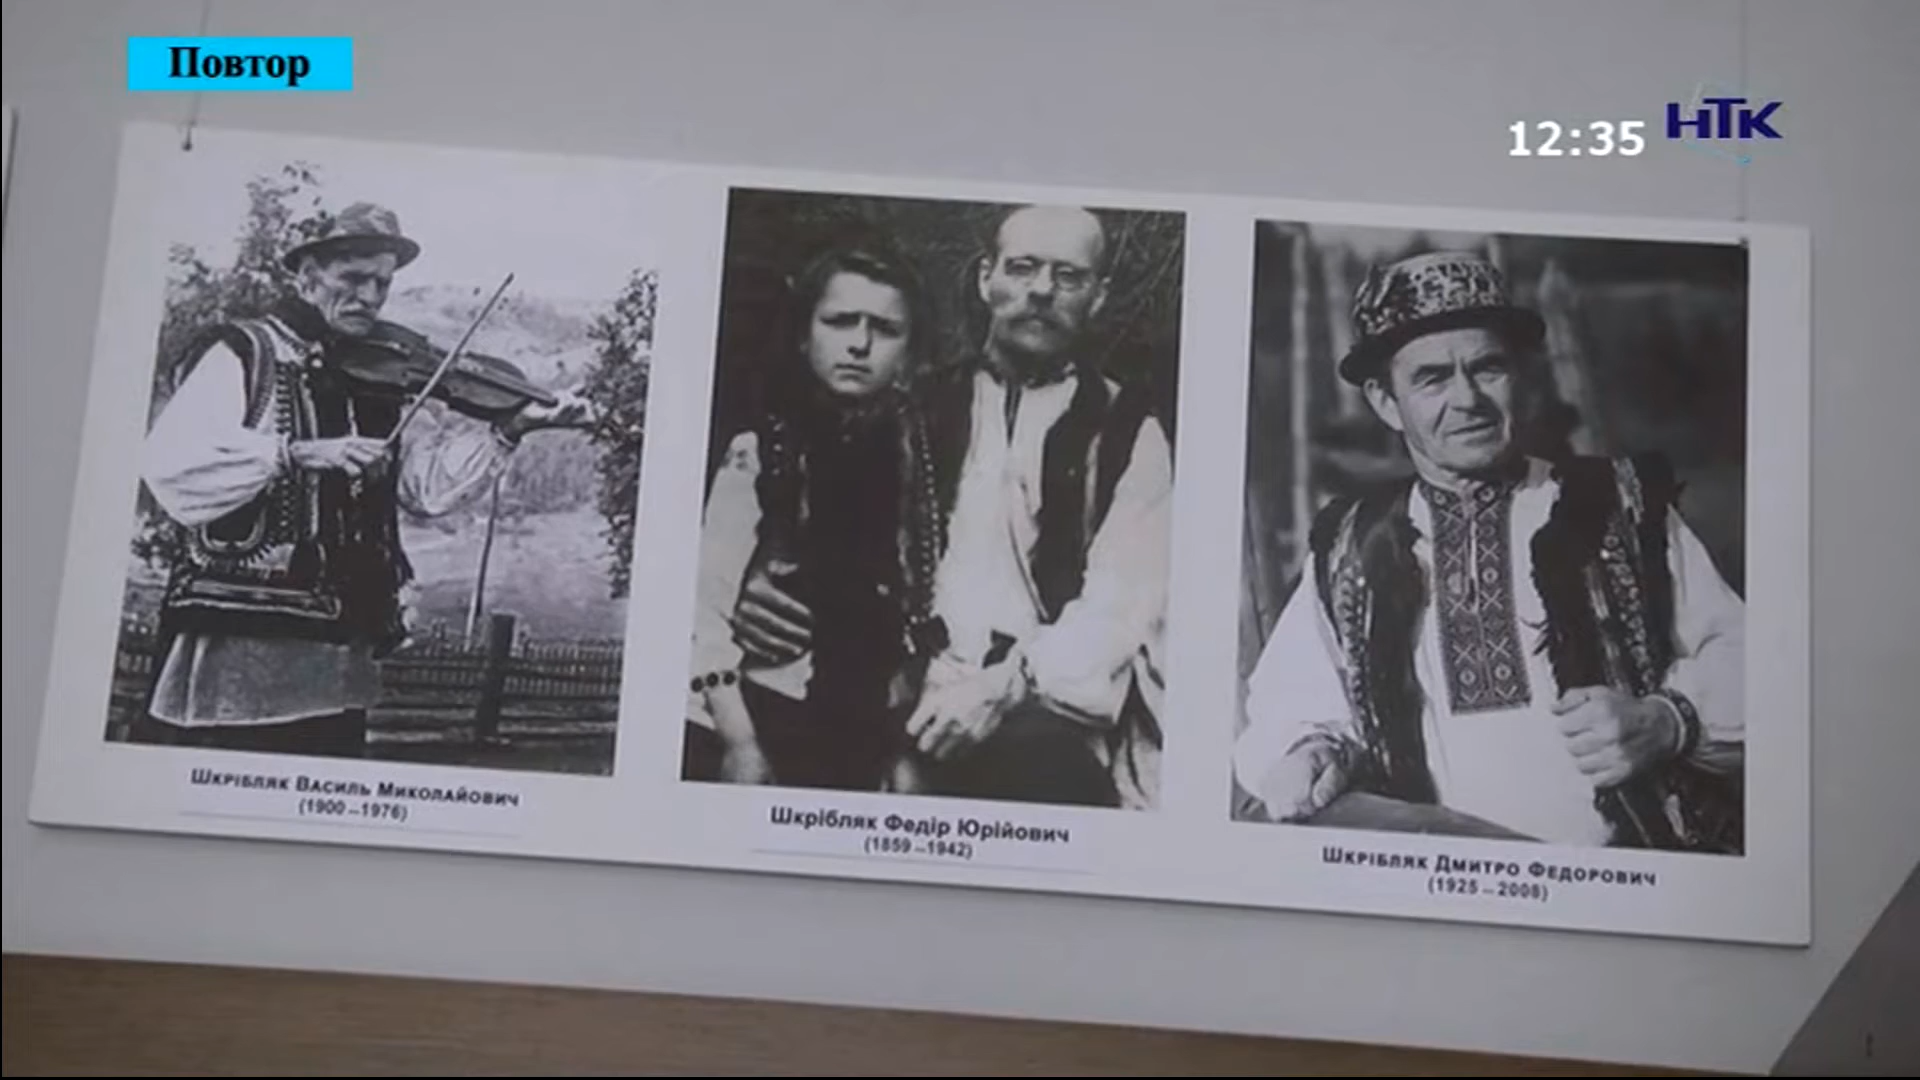 Повтор
12:35 НТК
Шкрібляк Василь Миколайович
(1900 – 1976)
Шкрібляк Федір Юрійович
(1859 – 1942)
Шкрібляк Дмитро Федорович
(1925 – 2008)